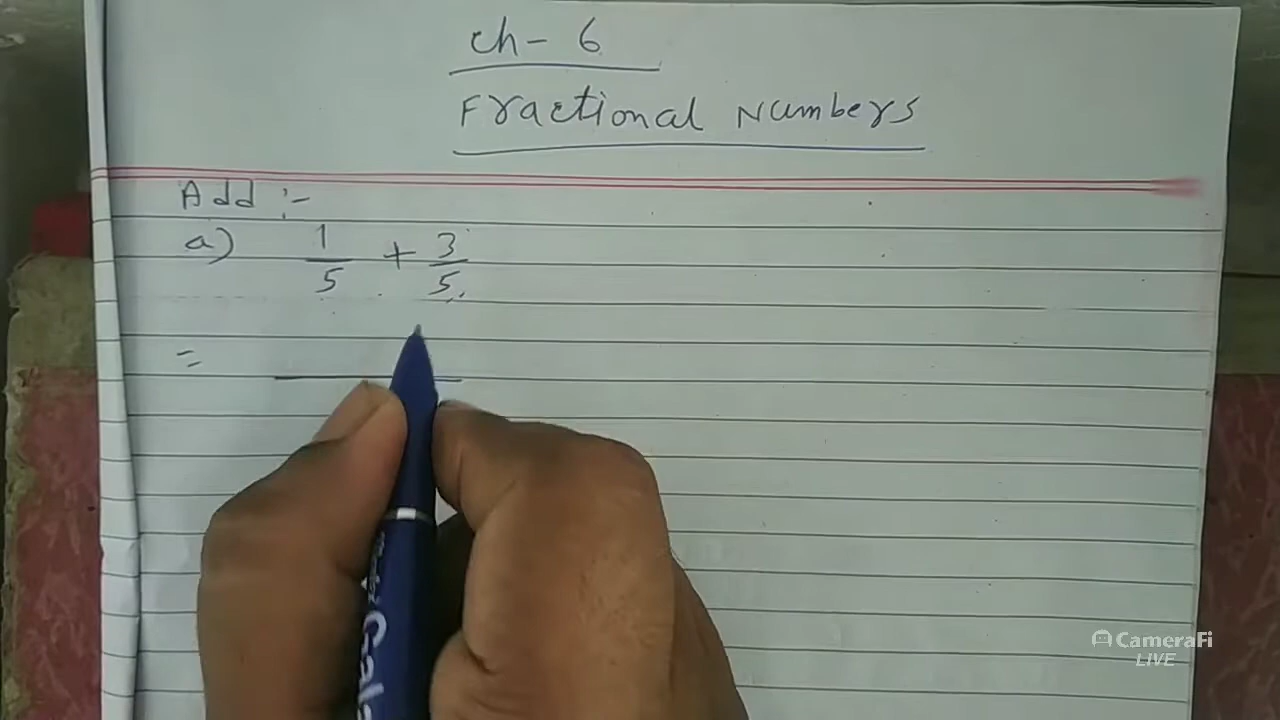 Ch - 6
Fractional Numbers
Add :-
a) 1/5 + 3/5
=
CameraFi
LIVE